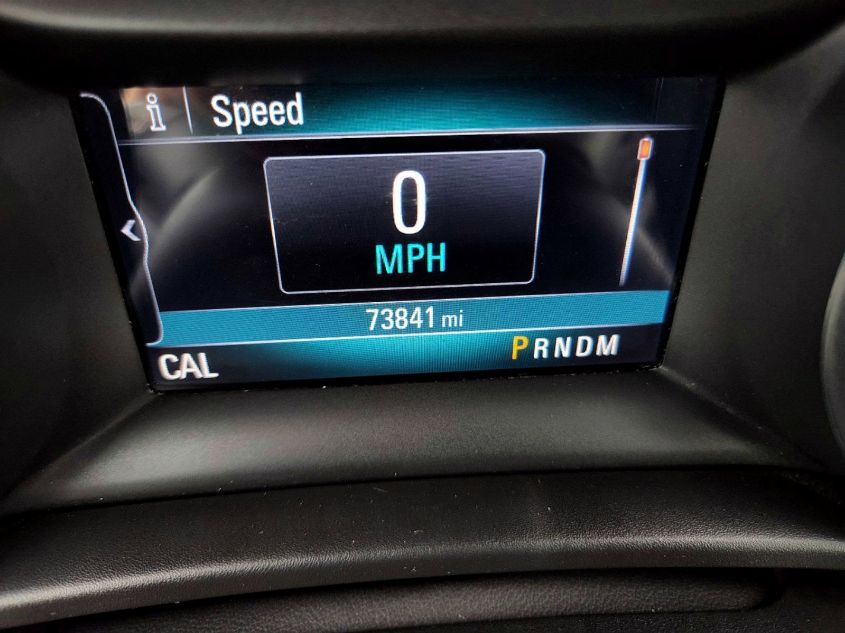 i Speed
0
MPH
73841 mi
CAL PRNDM